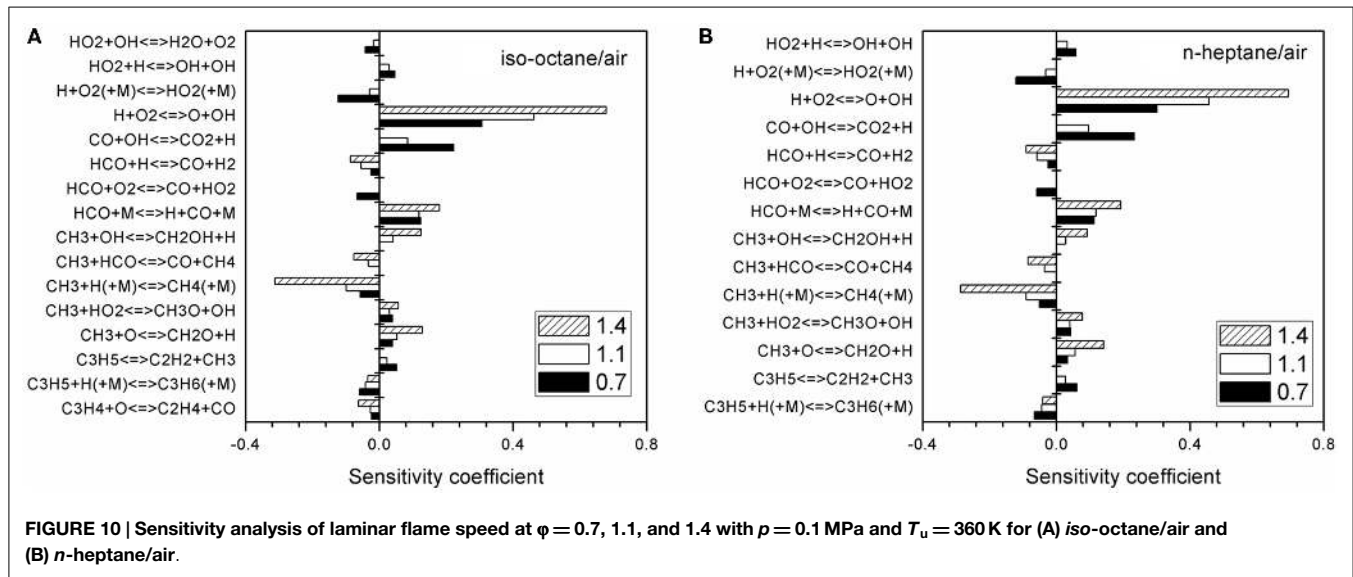 A
iso-octane/air
HO2+OH<=>H2O+O2
HO2+H<=>OH+OH
H+O2(+M)<=>HO2(+M)
H+O2<=>O+OH
CO+OH<=>CO2+H
HCO+H<=>CO+H2
HCO+O2<=>CO+HO2
HCO+M<=>H+CO+M
CH3+OH<=>CH2OH+H
CH3+HCO<=>CO+CH4
CH3+H(+M)<=>CH4(+M)
CH3+HO2<=>CH3O+OH
CH3+O<=>CH2O+H
C3H5<=>C2H2+CH3
C3H5+H(+M)<=>C3H6(+M)
C3H4+O<=>C2H4+CO
1.4
1.1
0.7
-0.4 0.0 0.4 0.8
Sensitivity coefficient
B
n-heptane/air
HO2+H<=>OH+OH
H+O2(+M)<=>HO2(+M)
H+O2<=>O+OH
CO+OH<=>CO2+H
HCO+H<=>CO+H2
HCO+O2<=>CO+HO2
HCO+M<=>H+CO+M
CH3+OH<=>CH2OH+H
CH3+HCO<=>CO+CH4
CH3+H(+M)<=>CH4(+M)
CH3+HO2<=>CH3O+OH
CH3+O<=>CH2O+H
C3H5<=>C2H2+CH3
C3H5+H(+M)<=>C3H6(+M)
1.4
1.1
0.7
-0.4 0.0 0.4 0.8
Sensitivity coefficient
FIGURE 10 | Sensitivity analysis of laminar flame speed at φ = 0.7, 1.1, and 1.4 with p = 0.1 MPa and Tu = 360 K for (A) iso-octane/air and
(B) n-heptane/air.